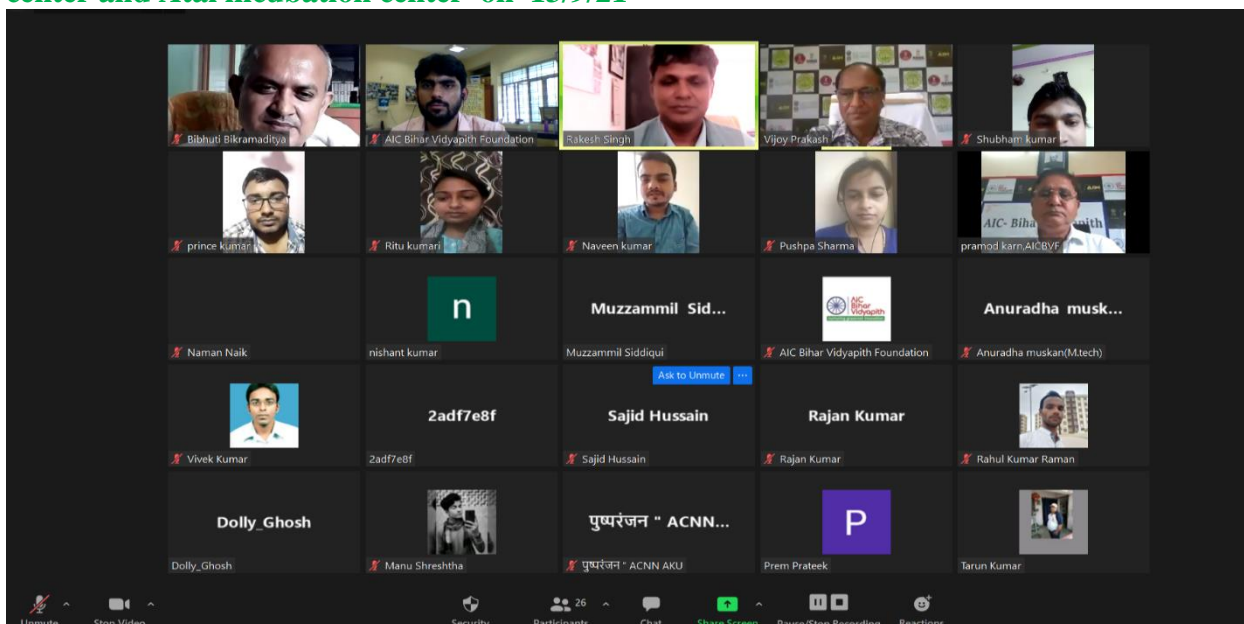 center and Atal incubation center on 15/9/21
Bibhuti Bikramaditya
AIC Bihar Vidyapith Foundation
Rakesh Singh
Vijoy Prakash
Shubham kumar
AIC- Biha pith
prince kumar
Ritu kumari
Naveen kumar
Pushpa Sharma
pramod karn,AICBVF
n
Muzzammil Sid...
AIC
Bihar
Vidyapith
Anuradha musk...
Naman Naik
nishant kumar
Muzzammil Siddiqui
AIC Bihar Vidyapith Foundation
Anuradha muskan(M.tech)
Ask to Unmute ...
2adf7e8f
Sajid Hussain
Rajan Kumar
Vivek Kumar
2adf7e8f
Sajid Hussain
Rajan Kumar
Rahul Kumar Raman
Dolly_Ghosh
पुष्परंजन " ACNN...
P
Dolly_Ghosh
Manu Shreshtha
पुष्परंजन " ACNN AKU
Prem Prateek
Tarun Kumar
26
Unmute
Stop Video
Security
Participants
Chat
Share Screen
Pause/Stop Recording
Reactions